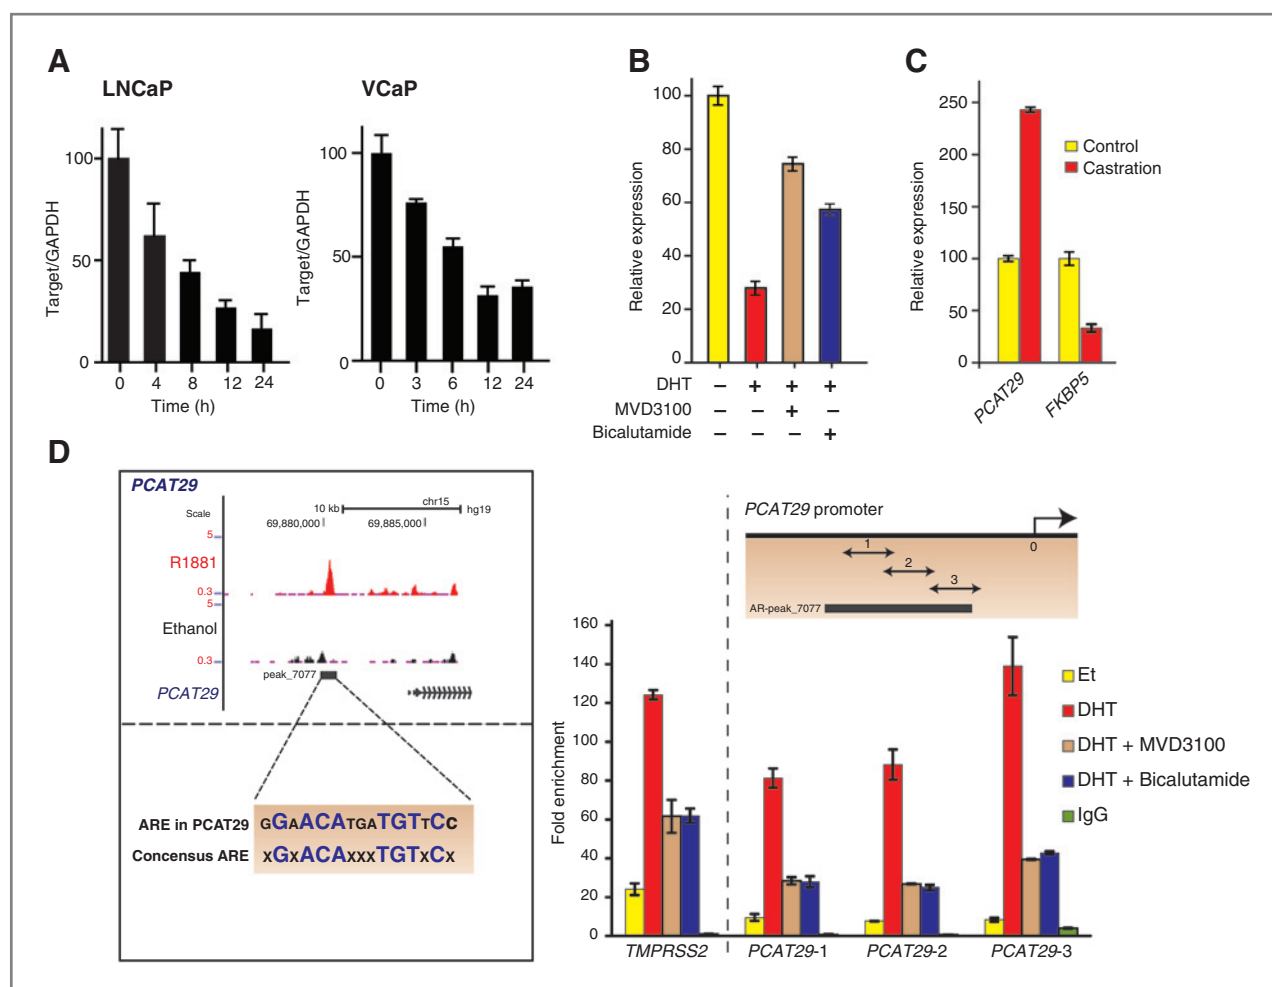 A
LNCaP
Target/GAPDH
100
50
0
0 4 8 12 24
Time (h)
VCaP
Target/GAPDH
100
50
0
0 3 6 12 24
Time (h)
B
Relative expression
100
80
60
40
20
0
DHT – + + +
MVD3100 – – + –
Bicalutamide – – – +
C
Relative expression
250
200
150
100
50
0
Control
Castration
PCAT29
FKBP5
D
PCAT29
Scale
10 kb
chr15
hg19
69,880,000
69,885,000
5
R1881
0.3
5
Ethanol
0.3
peak_7077
PCAT29
ARE in PCAT29 GGAACATGATGTTCc
Concensus ARE xGxACAxxxTGTxCx
PCAT29 promoter
0
1
2
3
AR-peak_7077
Fold enrichment
160
140
120
100
80
60
40
20
0
TMPRSS2 PCAT29-1 PCAT29-2 PCAT29-3
Et
DHT
DHT + MVD3100
DHT + Bicalutamide
IgG